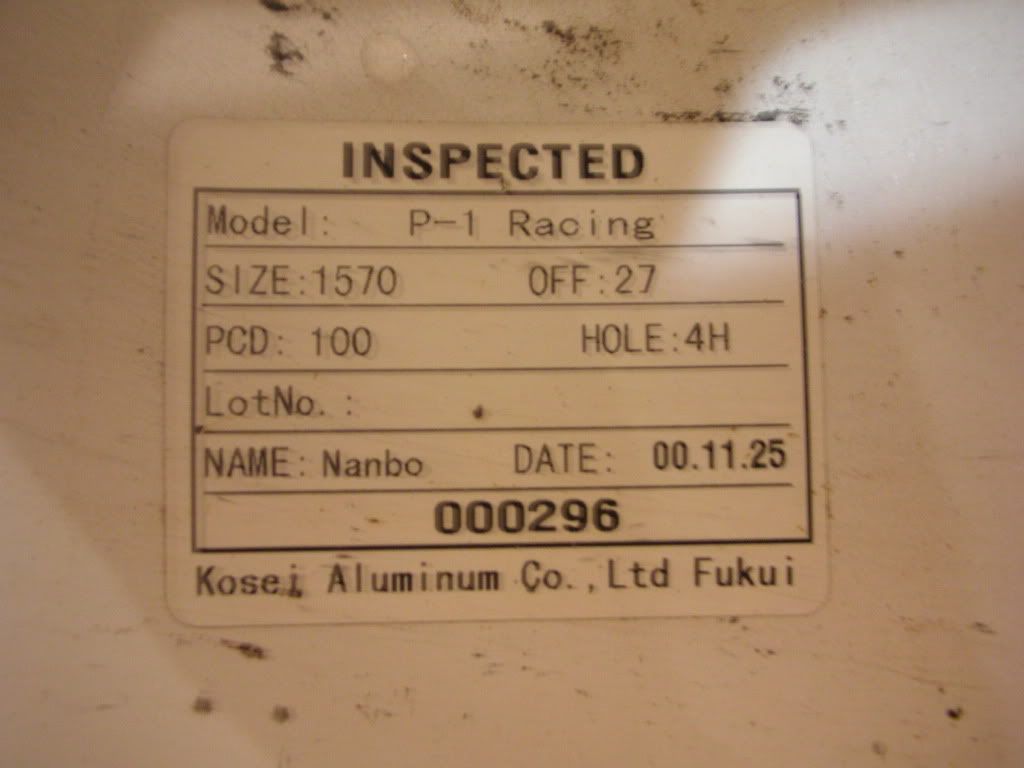 INSPECTED
Model: P-1 Racing
SIZE:1570 OFF:27
PCD: 100 HOLE:4H
LotNo.:
NAME: Nanbo DATE: 00.11.25
000296
Kosei Aluminum Co.,Ltd Fukui